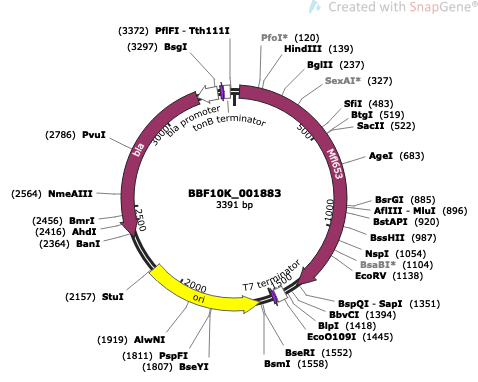 Created with SnapGene®
(3372) PflFI - Tth111I
(3297) BsgI
PfoI* (120)
HindIII (139)
BglII (237)
SexAI* (327)
SfiI (483)
BtgI (519)
SacII (522)
AgeI (683)
BsrGI (885)
AflIII - MluI (896)
BstAPI (920)
BssHII (987)
NspI (1054)
BsaBI* (1104)
EcoRV (1138)
BspQI - SapI (1351)
BbvCI (1394)
BlpI (1418)
EcoO109I (1445)
BseRI (1552)
BsmI (1558)
(1807) BseYI
(1811) PspFI
(1919) AlwNI
(2157) StuI
(2364) BanI
(2416) AhdI
(2456) BmrI
(2564) NmeAIII
(2786) PvuI
bla promoter
tonB terminator
Mfl653
T7 terminator
ori
bla
500
1000
1500
2000
2500
3000
BBF10K_001883
3391 bp